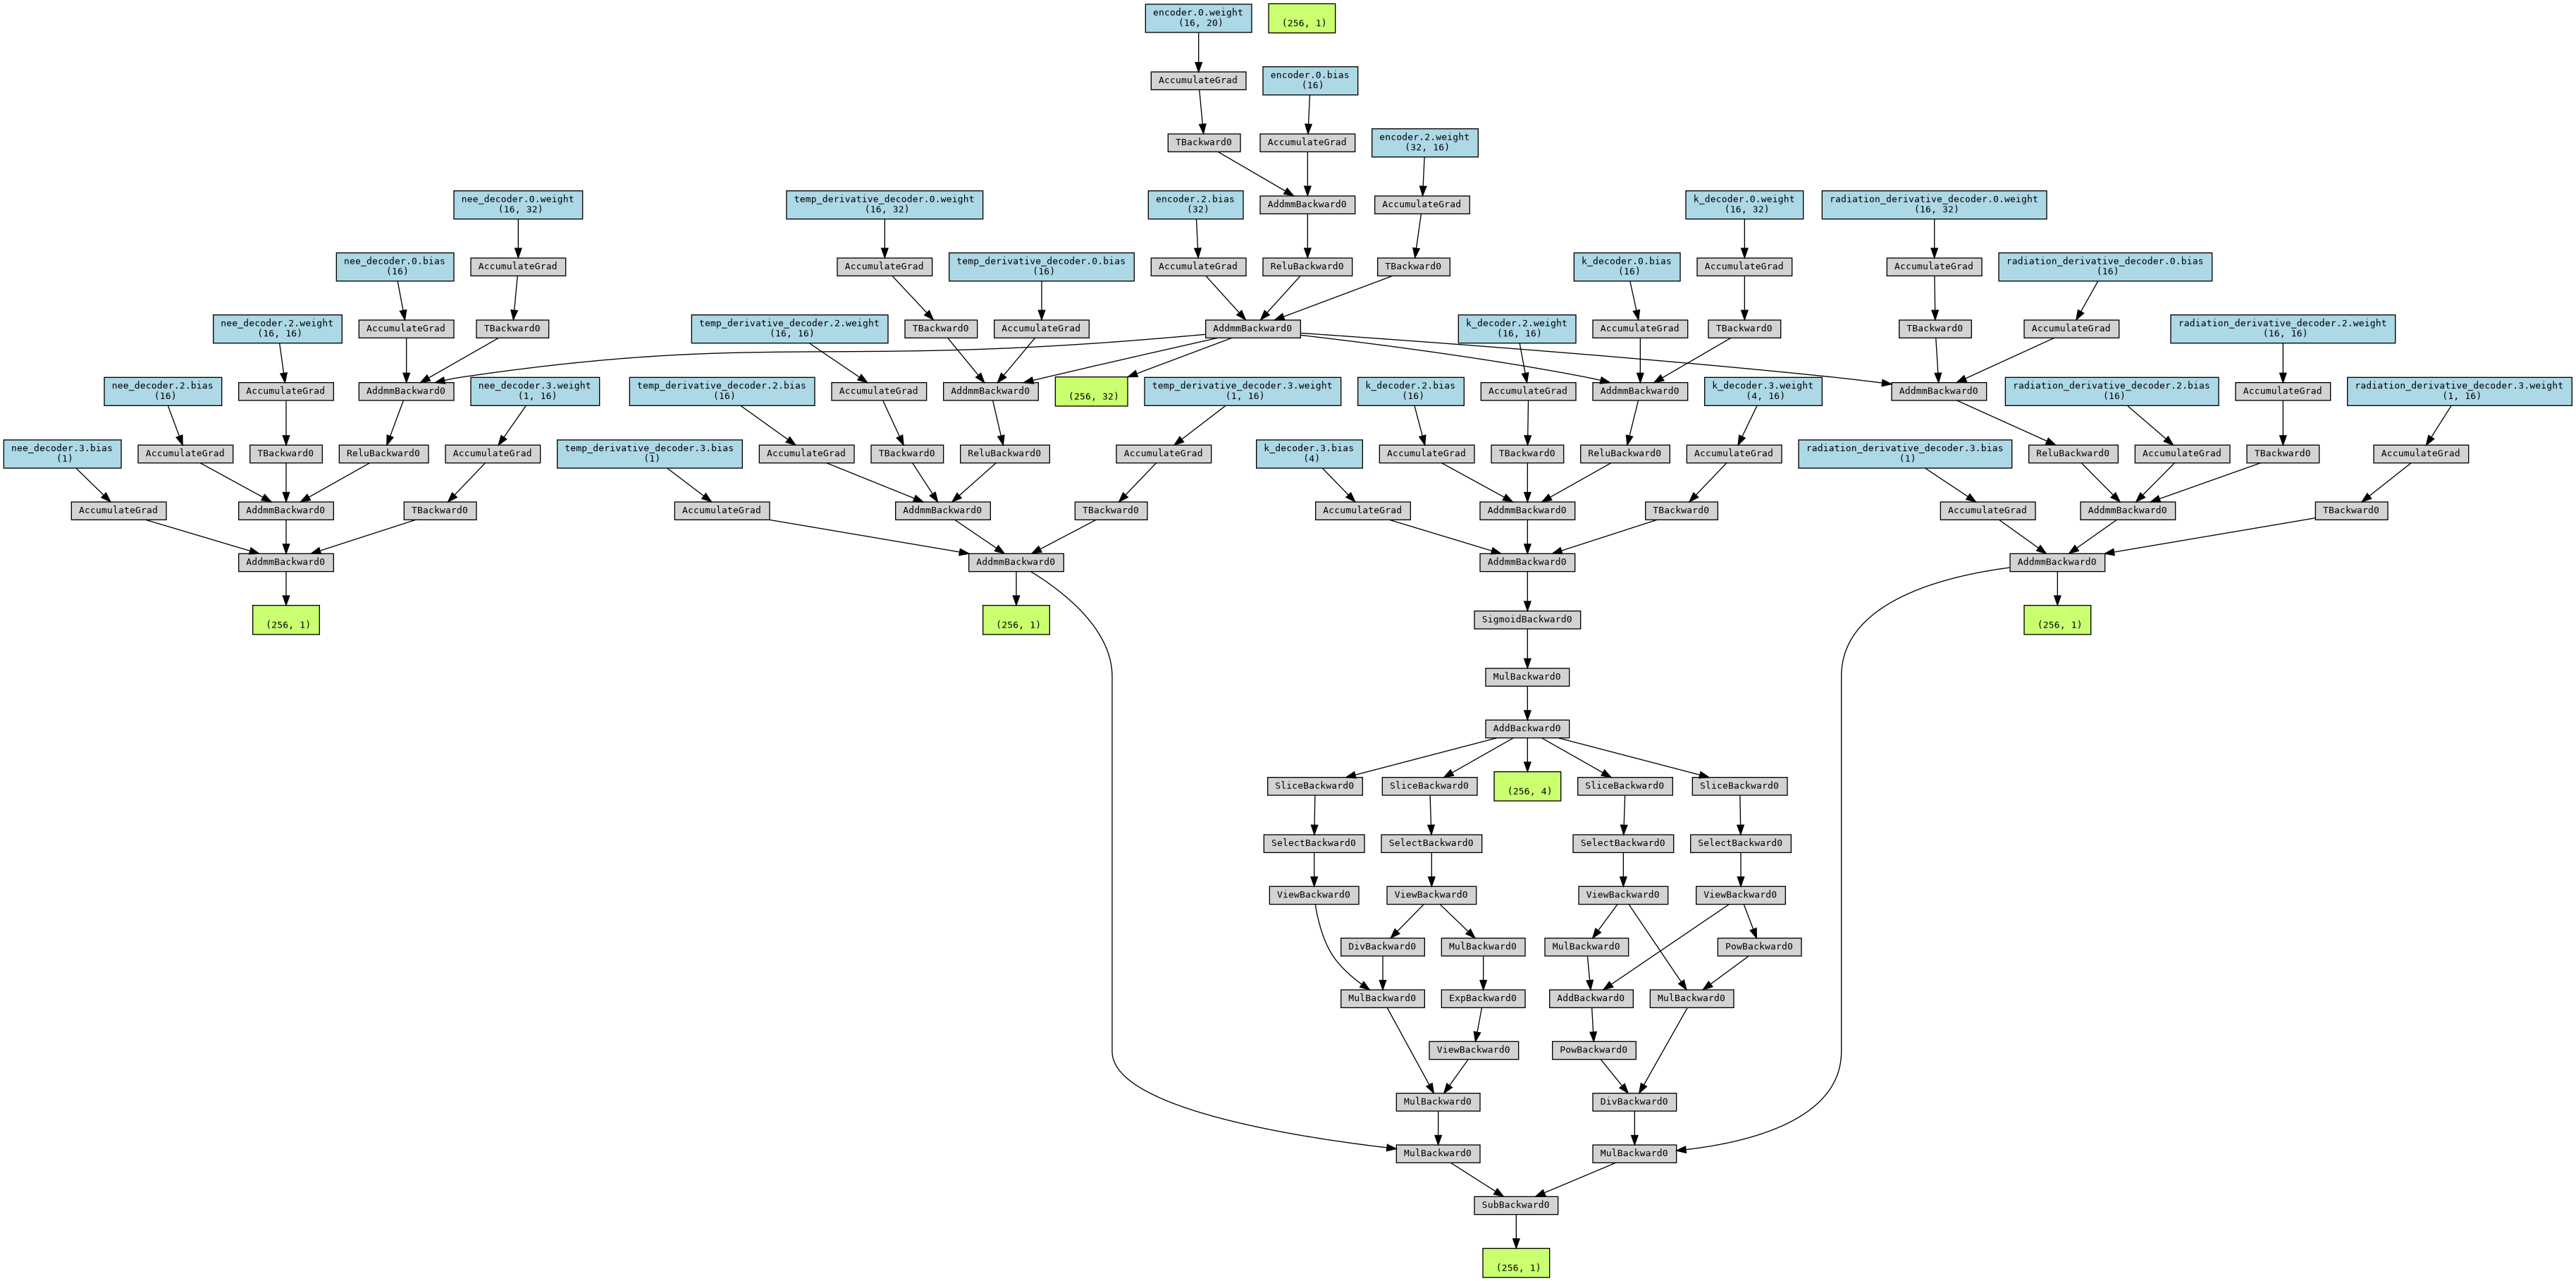 encoder.0.weight
(16, 20)
(256, 1)
AccumulateGrad
encoder.0.bias
(16)
TBackward0
AccumulateGrad
encoder.2.weight
(32, 16)
nee_decoder.0.weight
(16, 32)
temp_derivative_decoder.0.weight
(16, 32)
encoder.2.bias
(32)
AddmmBackward0
AccumulateGrad
k_decoder.0.weight
(16, 32)
radiation_derivative_decoder.0.weight
(16, 32)
nee_decoder.0.bias
(16)
AccumulateGrad
AccumulateGrad
temp_derivative_decoder.0.bias
(16)
AccumulateGrad
ReluBackward0
TBackward0
k_decoder.0.bias
(16)
AccumulateGrad
AccumulateGrad
radiation_derivative_decoder.0.bias
(16)
nee_decoder.2.weight
(16, 16)
AccumulateGrad
TBackward0
temp_derivative_decoder.2.weight
(16, 16)
TBackward0
AccumulateGrad
AddmmBackward0
k_decoder.2.weight
(16, 16)
AccumulateGrad
TBackward0
TBackward0
AccumulateGrad
radiation_derivative_decoder.2.weight
(16, 16)
nee_decoder.2.bias
(16)
AccumulateGrad
AddmmBackward0
nee_decoder.3.weight
(1, 16)
temp_derivative_decoder.2.bias
(16)
AccumulateGrad
AddmmBackward0
(256, 32)
temp_derivative_decoder.3.weight
(1, 16)
k_decoder.2.bias
(16)
AccumulateGrad
AddmmBackward0
k_decoder.3.weight
(4, 16)
AddmmBackward0
radiation_derivative_decoder.2.bias
(16)
AccumulateGrad
radiation_derivative_decoder.3.weight
(1, 16)
nee_decoder.3.bias
(1)
AccumulateGrad
TBackward0
ReluBackward0
AccumulateGrad
temp_derivative_decoder.3.bias
(1)
AccumulateGrad
TBackward0
ReluBackward0
AccumulateGrad
k_decoder.3.bias
(4)
AccumulateGrad
TBackward0
ReluBackward0
AccumulateGrad
radiation_derivative_decoder.3.bias
(1)
ReluBackward0
AccumulateGrad
TBackward0
AccumulateGrad
AccumulateGrad
AddmmBackward0
TBackward0
AccumulateGrad
AddmmBackward0
TBackward0
AccumulateGrad
AddmmBackward0
TBackward0
AccumulateGrad
AddmmBackward0
TBackward0
AddmmBackward0
AddmmBackward0
AddmmBackward0
AddmmBackward0
(256, 1)
(256, 1)
SigmoidBackward0
(256, 1)
MulBackward0
AddBackward0
SliceBackward0
SliceBackward0
(256, 4)
SliceBackward0
SliceBackward0
SelectBackward0
SelectBackward0
SelectBackward0
SelectBackward0
ViewBackward0
ViewBackward0
ViewBackward0
ViewBackward0
DivBackward0
MulBackward0
MulBackward0
PowBackward0
MulBackward0
ExpBackward0
AddBackward0
MulBackward0
ViewBackward0
PowBackward0
MulBackward0
DivBackward0
MulBackward0
MulBackward0
SubBackward0
(256, 1)